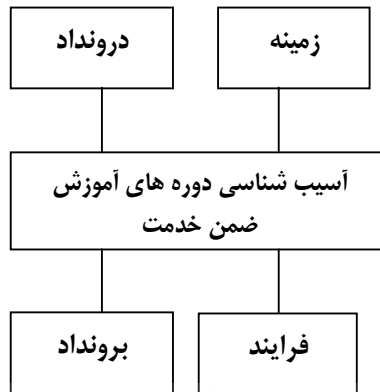 زمینه
درونداد
آسیب شناسی دوره های آموزش
ضمن خدمت
فرایند
برونداد